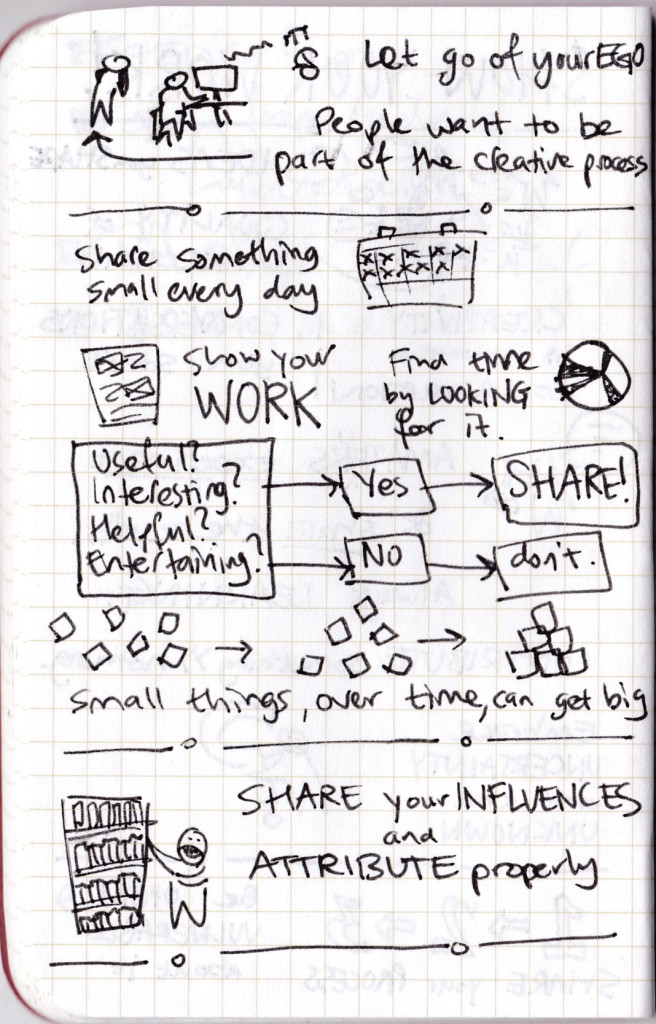 Let go of your EGO
People want to be
part of the creative process
Share something
small every day
Show your
WORK
Find time
by LOOKING
for it.
Useful?
Interesting?
Helpful?
Entertaining?
Yes
SHARE!
NO
don't.
Small things, over time, can get big
SHARE your INFLUENCES
and
ATTRIBUTE properly